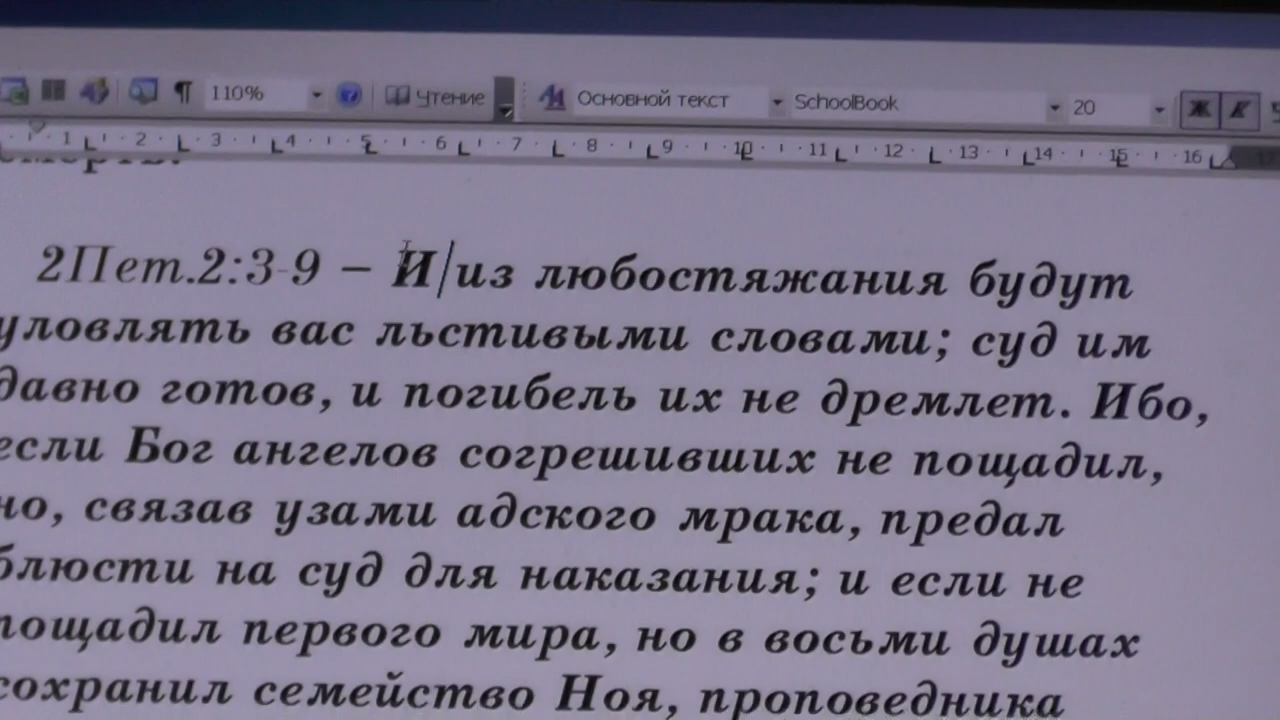 110% Чтение Основной текст SchoolBook 20 Ж К
1 2 3 4 5 6 7 8 9 10 11 12 13 14 15 16
2Пет.2:3-9 – И из любостяжания будут
уловлять вас льстивыми словами; суд им
давно готов, и погибель их не дремлет. Ибо,
если Бог ангелов согрешивших не пощадил,
но, связав узами адского мрака, предал
блюсти на суд для наказания; и если не
пощадил первого мира, но в восьми душах
сохранил семейство Ноя, проповедника